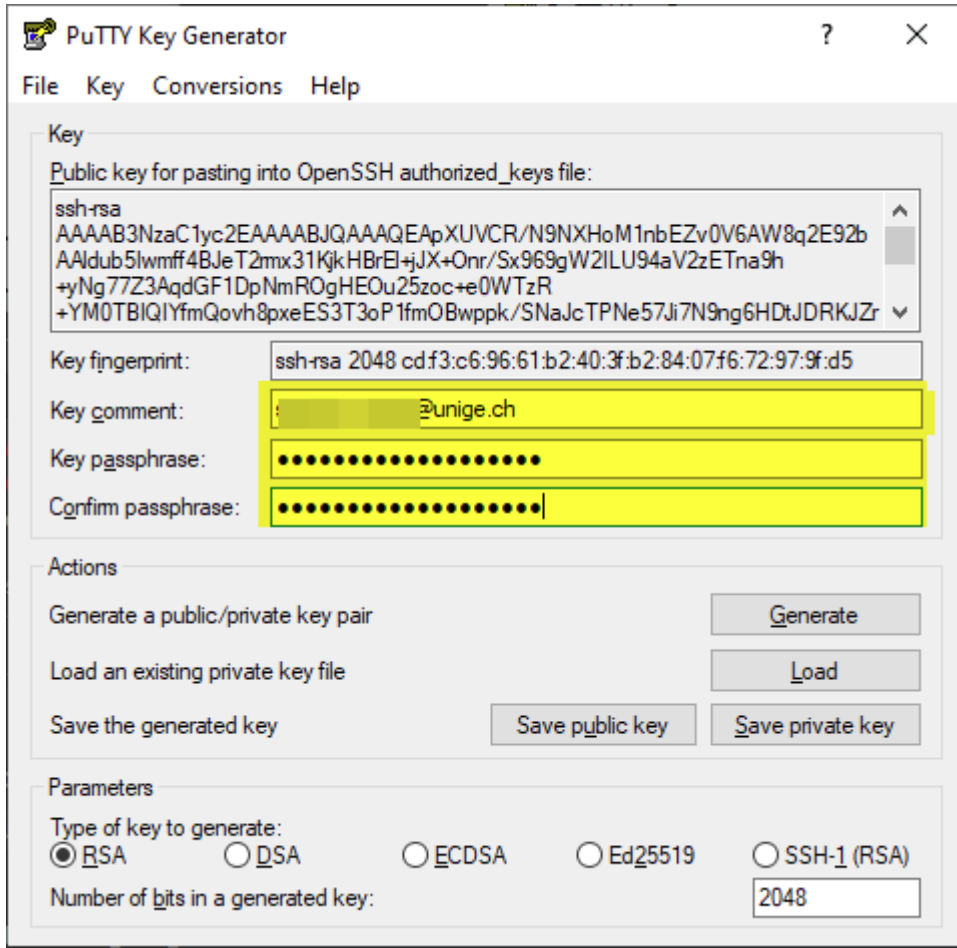 PuTTY Key Generator ? ×
File Key Conversions Help
Key
Public key for pasting into OpenSSH authorized_keys file:
ssh-rsa
AAAAB3NzaC1yc2EAAAABJQAAAQEApXUVCR/N9NXHoM1nbEZv0V6AW8q2E92b
AAldub5Iwmff4BJeT2rmx31KjkHBrEl+jJX+Onr/Sx969gW2ILU94aV2zETna9h
+yNg77Z3AqdGF1DpNmROgHEOu25zoc+e0WTzR
+YM0TBlQIYfmQovh8pxeES3T3oP1fmOBwppk/SNaJcTPNe57Ji7N9ng6HDtJDRKJZr
Key fingerprint: ssh-rsa 2048 cd:f3:c6:96:61:b2:40:3f:b2:84:07:f6:72:97:9f:d5
Key comment: @unige.ch
Key passphrase: ●●●●●●●●●●●●●●●●●●●
Confirm passphrase: ●●●●●●●●●●●●●●●●●●●
Actions
Generate a public/private key pair Generate
Load an existing private key file Load
Save the generated key Save public key Save private key
Parameters
Type of key to generate:
RSA DSA ECDSA Ed25519 SSH-1 (RSA)
Number of bits in a generated key: 2048